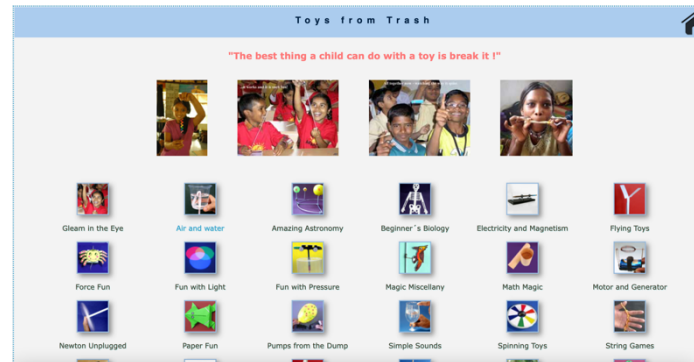 Toys from Trash
"The best thing a child can do with a toy is break it !"
Gleam in the Eye
Air and water
Amazing Astronomy
Beginner´s Biology
Electricity and Magnetism
Flying Toys
Force Fun
Fun with Light
Fun with Pressure
Magic Miscellany
Math Magic
Motor and Generator
Newton Unplugged
Paper Fun
Pumps from the Dump
Simple Sounds
Spinning Toys
String Games